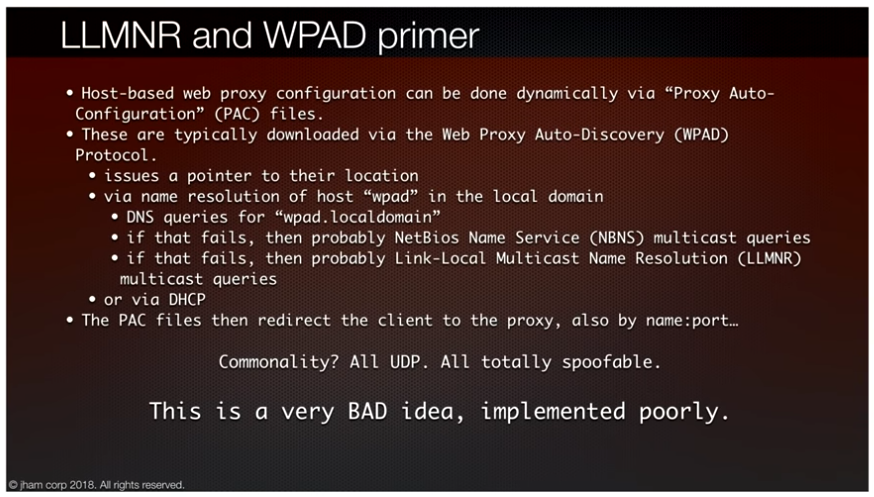 LLMNR and WPAD primer
• Host-based web proxy configuration can be done dynamically via “Proxy Auto-
Configuration” (PAC) files.
• These are typically downloaded via the Web Proxy Auto-Discovery (WPAD)
Protocol.
• issues a pointer to their location
• via name resolution of host “wpad” in the local domain
• DNS queries for “wpad.localdomain”
• if that fails, then probably NetBios Name Service (NBNS) multicast queries
• if that fails, then probably Link-Local Multicast Name Resolution (LLMNR)
multicast queries
• or via DHCP
• The PAC files then redirect the client to the proxy, also by name:port…
Commonality? All UDP. All totally spoofable.
This is a very BAD idea, implemented poorly.
© jham corp 2018. All rights reserved.